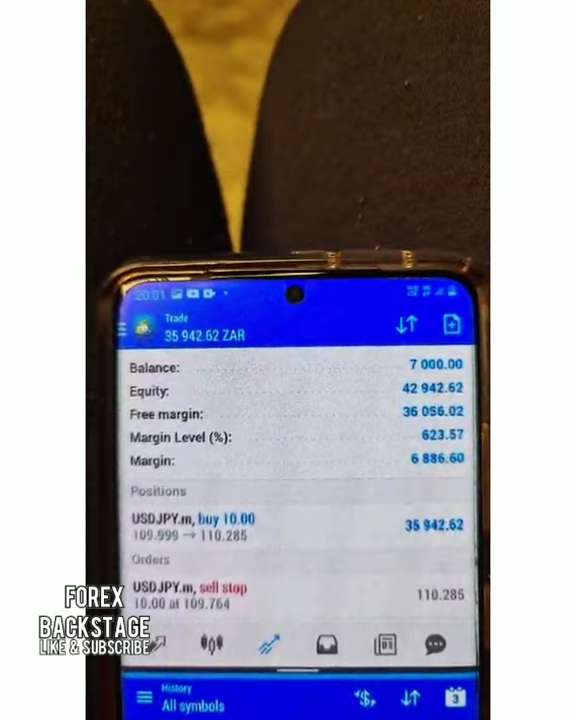 20:01
Trade
35 942.62 ZAR
Balance: 7 000.00
Equity: 42 942.62
Free margin: 36 056.02
Margin Level (%): 623.57
Margin: 6 886.60
Positions
USDJPY.m, buy 10.00
109.999 → 110.285 35 942.62
Orders
USDJPY.m, sell stop
10.00 at 109.764 110.285
FOREX
BACKSTAGE
LIKE & SUBSCRIBE
History
All symbols
3